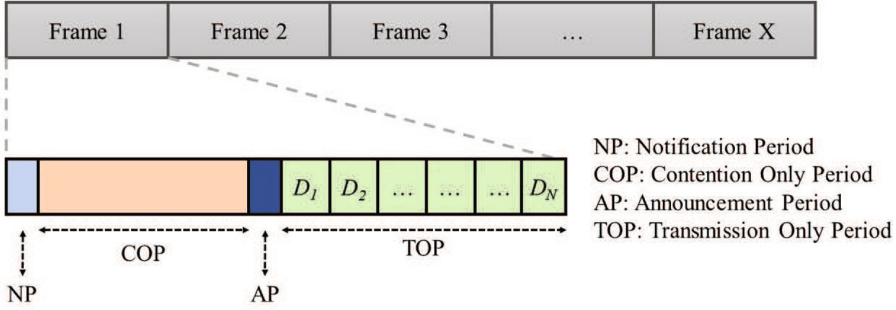 Frame 1 Frame 2 Frame 3 ... Frame X
NP: Notification Period
COP: Contention Only Period
AP: Announcement Period
TOP: Transmission Only Period
D1 D2 ... ... ... DN
COP TOP
NP AP